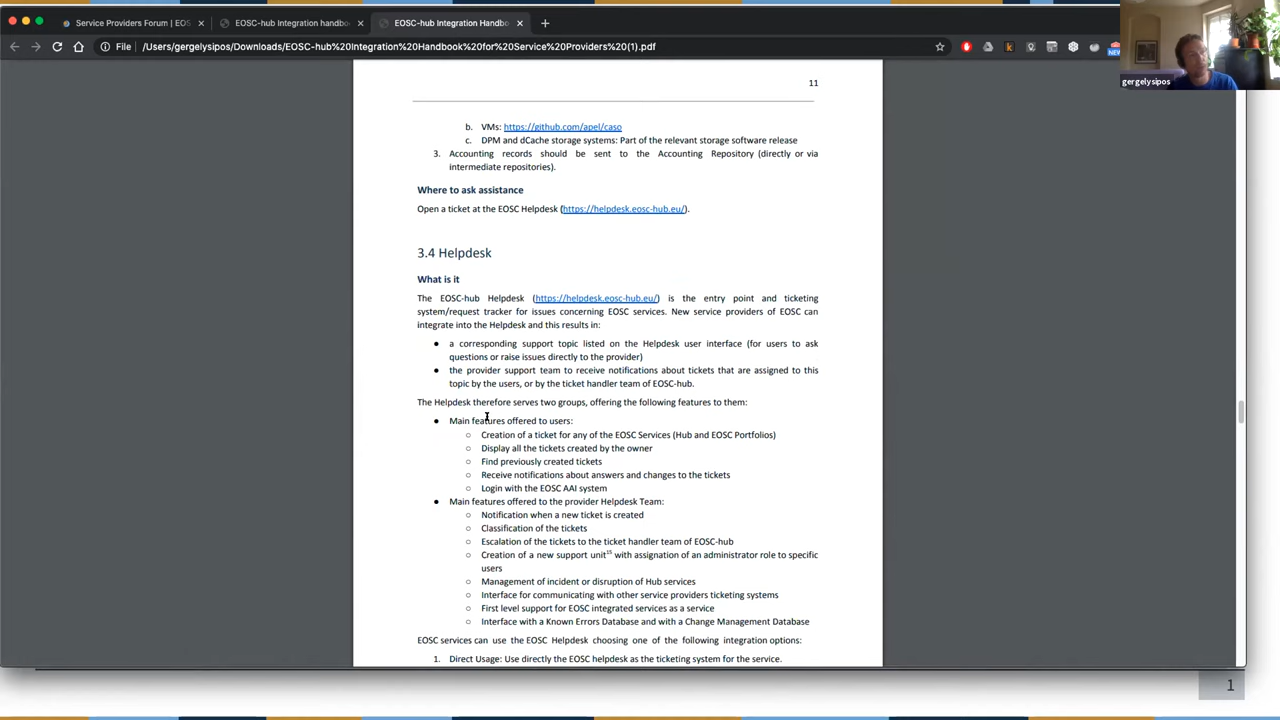 Service Providers Forum | EOS
EOSC-hub Integration handbo
EOSC-hub Integration Handbo
File
/Users/gergelysipos/Downloads/EOSC-hub%20Integration%20Handbook%20for%20Service%20Providers%20(1).pdf
NEW
gergelysipos
11
b. VMs: https://github.com/apel/caso
c. DPM and dCache storage systems: Part of the relevant storage software release
3. Accounting records should be sent to the Accounting Repository (directly or via
intermediate repositories).
Where to ask assistance
Open a ticket at the EOSC Helpdesk (https://helpdesk.eosc-hub.eu/).
3.4 Helpdesk
What is it
The EOSC-hub Helpdesk (https://helpdesk.eosc-hub.eu/) is the entry point and ticketing
system/request tracker for issues concerning EOSC services. New service providers of EOSC can
integrate into the Helpdesk and this results in:
● a corresponding support topic listed on the Helpdesk user interface (for users to ask
questions or raise issues directly to the provider)
● the provider support team to receive notifications about tickets that are assigned to this
topic by the users, or by the ticket handler team of EOSC-hub.
The Helpdesk therefore serves two groups, offering the following features to them:
● Main features offered to users:
○ Creation of a ticket for any of the EOSC Services (Hub and EOSC Portfolios)
○ Display all the tickets created by the owner
○ Find previously created tickets
○ Receive notifications about answers and changes to the tickets
○ Login with the EOSC AAI system
● Main features offered to the provider Helpdesk Team:
○ Notification when a new ticket is created
○ Classification of the tickets
○ Escalation of the tickets to the ticket handler team of EOSC-hub
○ Creation of a new support unit15 with assignation of an administrator role to specific
users
○ Management of incident or disruption of Hub services
○ Interface for communicating with other service providers ticketing systems
○ First level support for EOSC integrated services as a service
○ Interface with a Known Errors Database and with a Change Management Database
EOSC services can use the EOSC Helpdesk choosing one of the following integration options:
1. Direct Usage: Use directly the EOSC helpdesk as the ticketing system for the service.
1